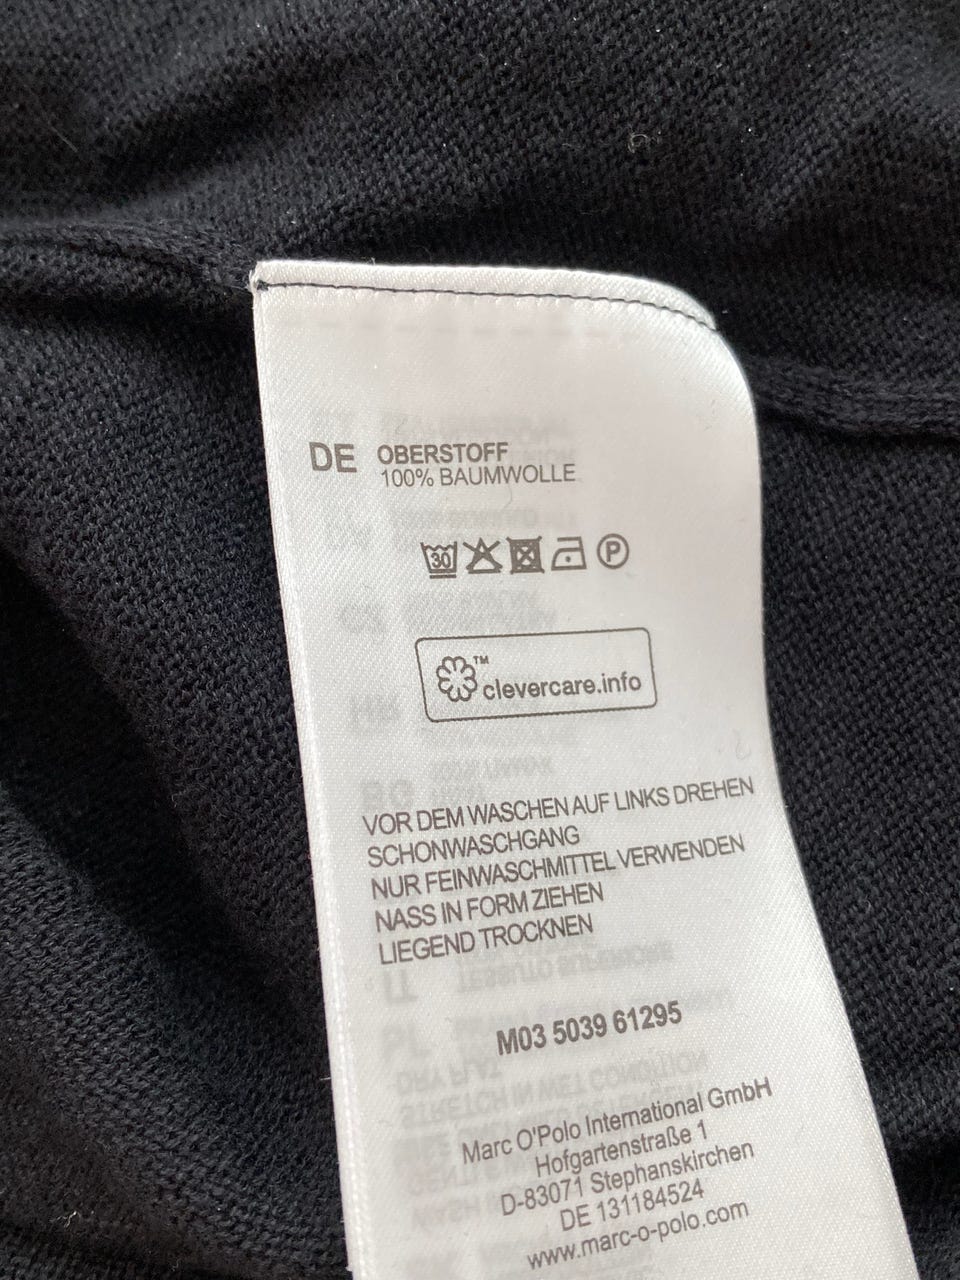 DE OBERSTOFF
100% BAUMWOLLE
30 P
™
clevercare.info
VOR DEM WASCHEN AUF LINKS DREHEN
SCHONWASCHGANG
NUR FEINWASCHMITTEL VERWENDEN
NASS IN FORM ZIEHEN
LIEGEND TROCKNEN
M03 5039 61295
Marc O'Polo International GmbH
Hofgartenstraße 1
D-83071 Stephanskirchen
DE 131184524
www.marc-o-polo.com